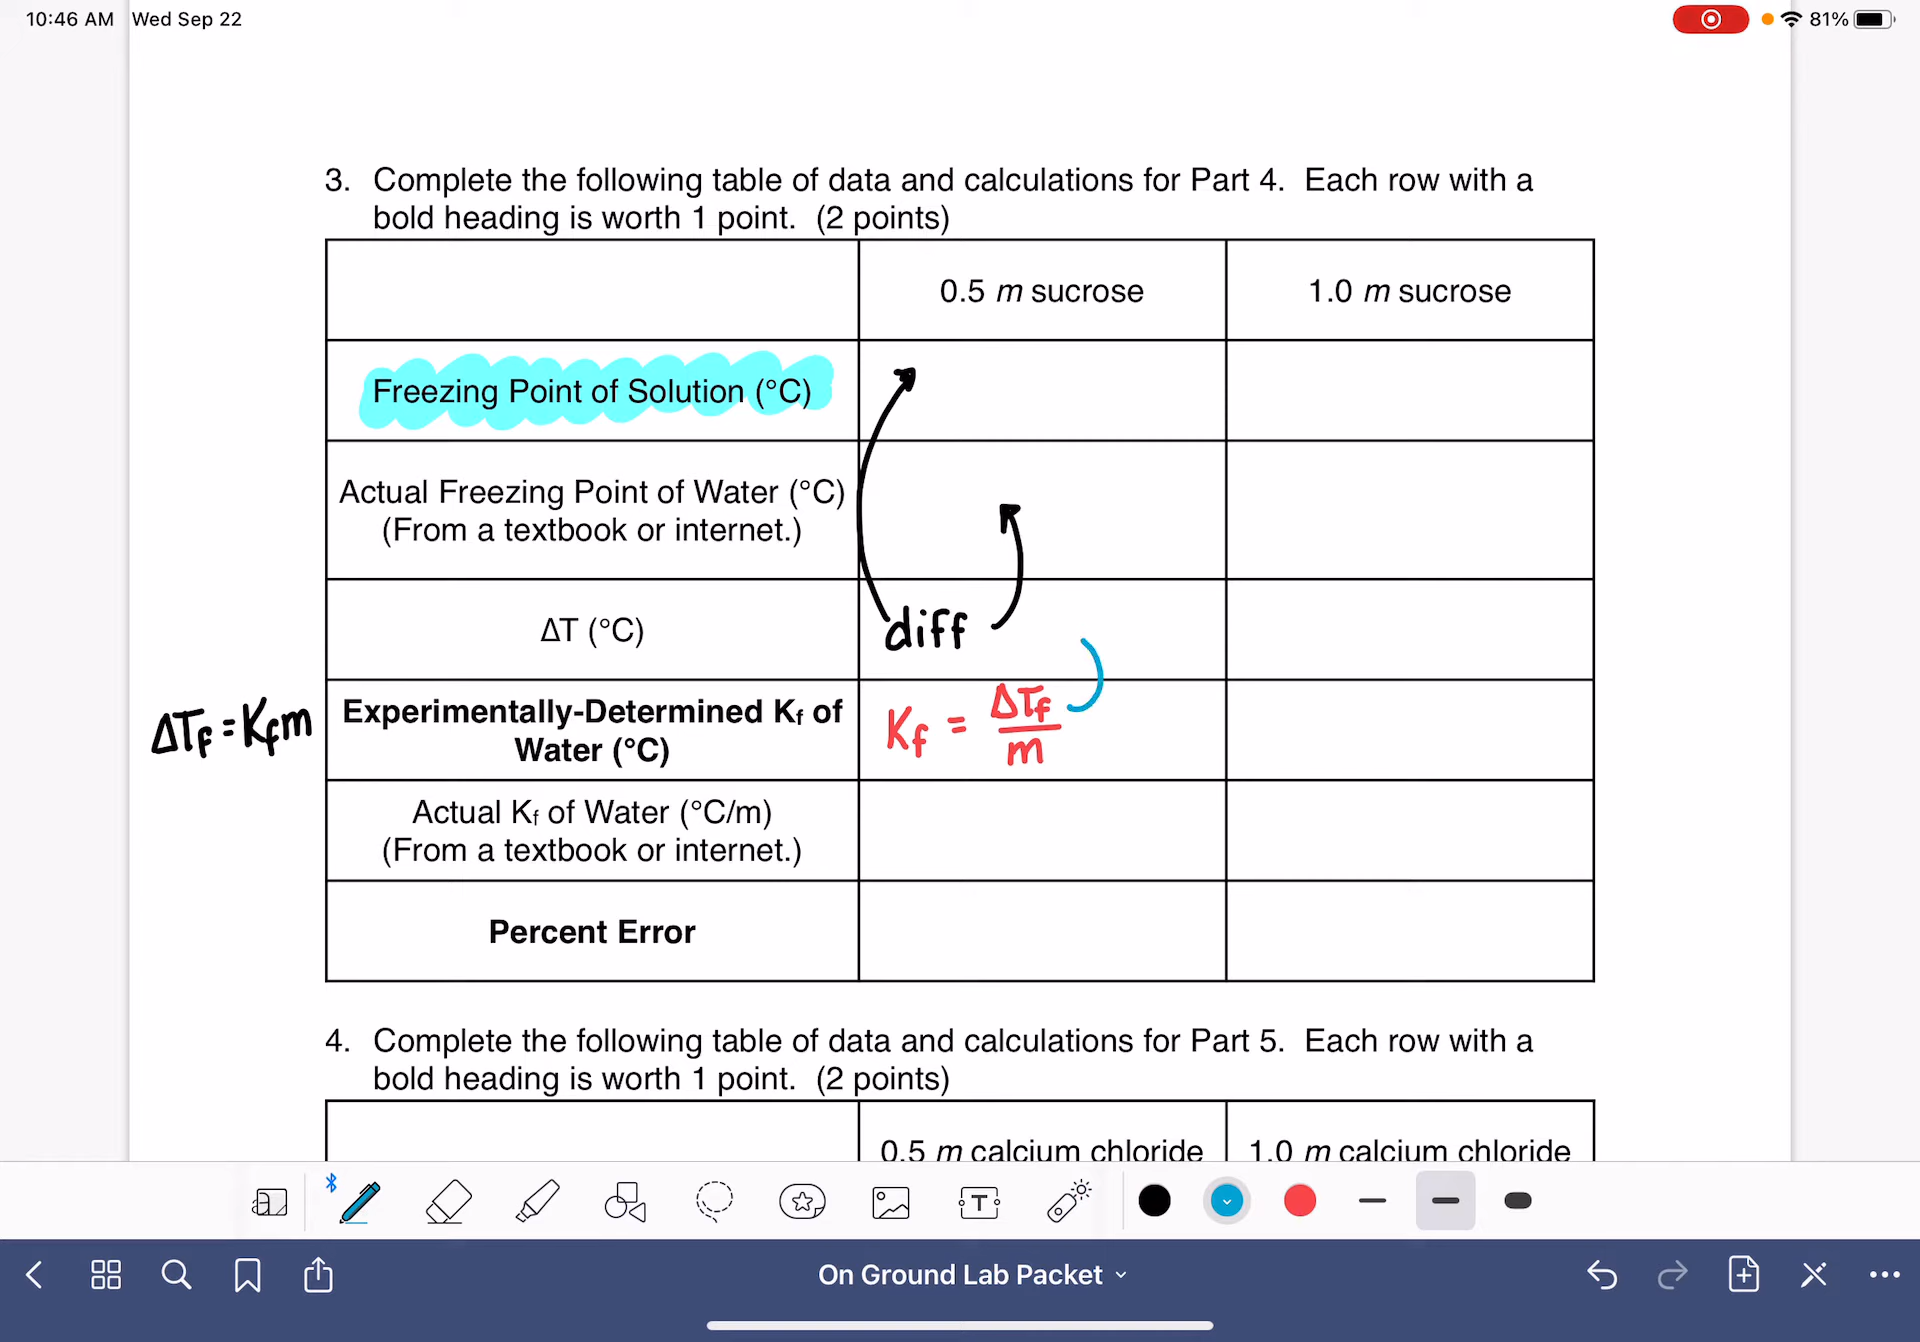 10:46 AM Wed Sep 22
81%
3. Complete the following table of data and calculations for Part 4. Each row with a
bold heading is worth 1 point. (2 points)
0.5 m sucrose
1.0 m sucrose
Freezing Point of Solution (°C)
Actual Freezing Point of Water (°C)
(From a textbook or internet.)
ΔT (°C)
diff
ΔTf = Kfm
Experimentally-Determined Kf of
Water (°C)
Kf = ΔTf
m
Actual Kf of Water (°C/m)
(From a textbook or internet.)
Percent Error
4. Complete the following table of data and calculations for Part 5. Each row with a
bold heading is worth 1 point. (2 points)
0.5 m calcium chloride
1.0 m calcium chloride
a
T
On Ground Lab Packet